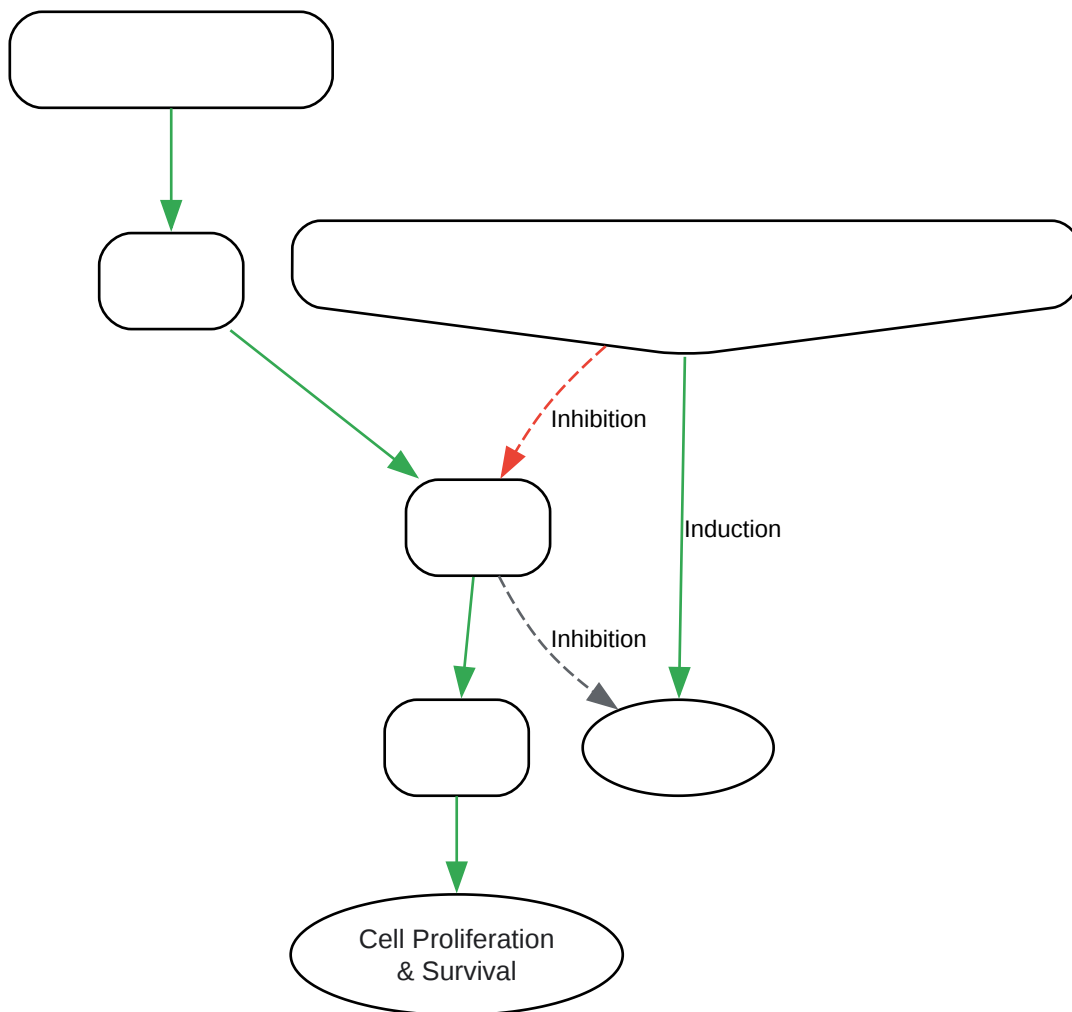 Inhibition
Induction
Inhibition
Cell Proliferation
& Survival